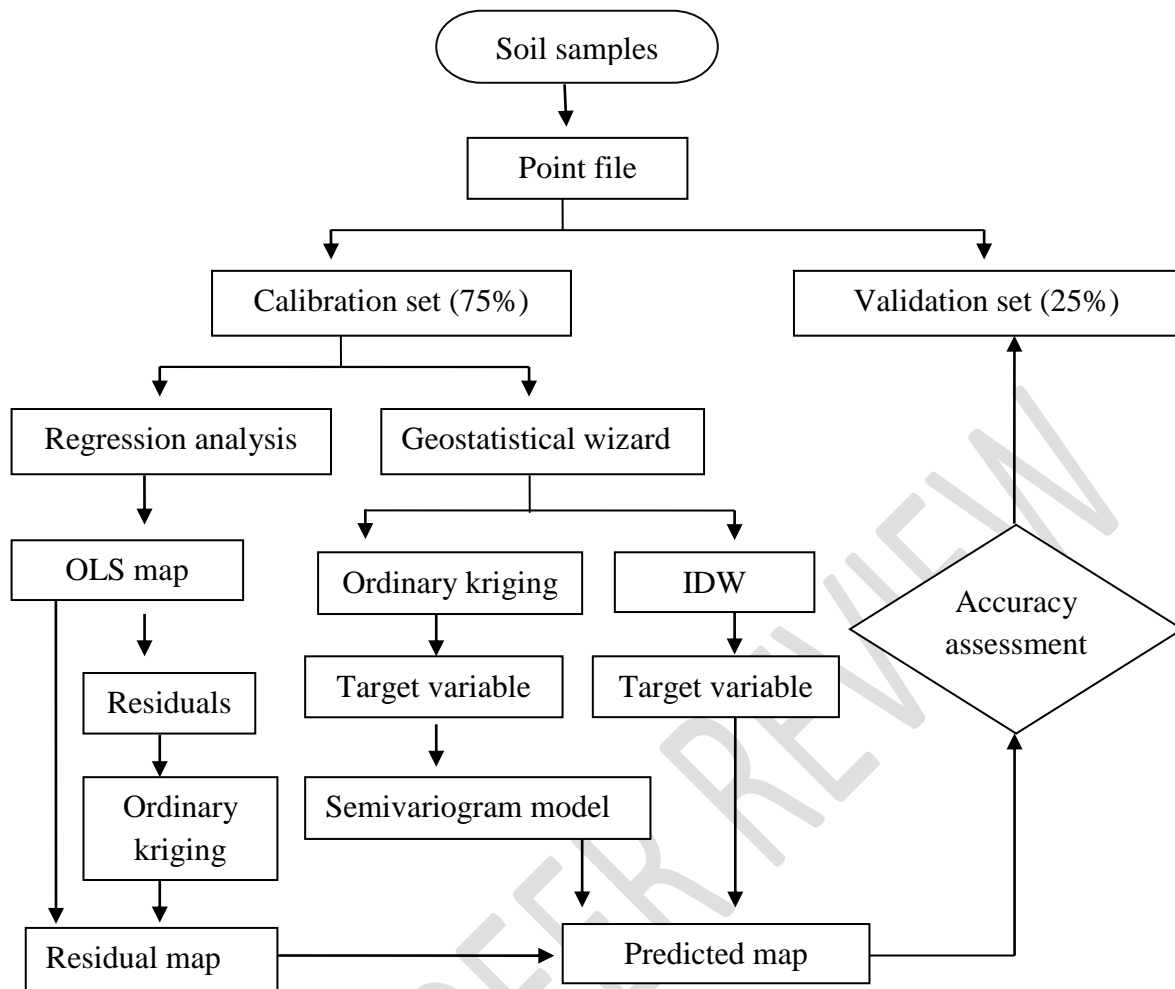 Soil samples
Point file
Calibration set (75%)
Validation set (25%)
Regression analysis
Geostatistical wizard
OLS map
Ordinary kriging
IDW
Accuracy
assessment
Residuals
Target variable
Target variable
Ordinary
kriging
Semivariogram model
Residual map
Predicted map
ER REVIEW